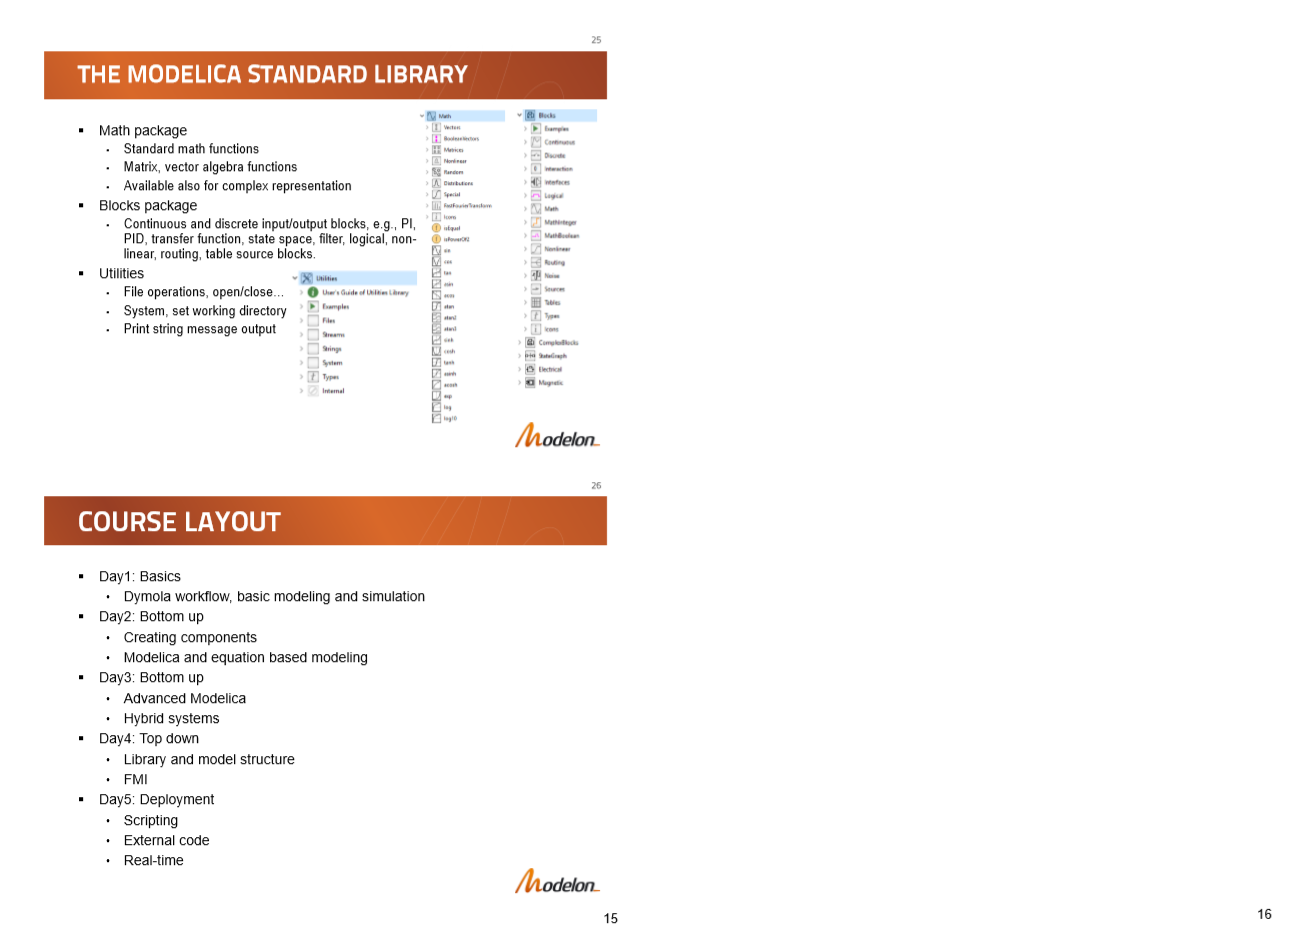 25
THE MODELICA STANDARD LIBRARY
▪ Math package
• Standard math functions
• Matrix, vector algebra functions
• Available also for complex representation
▪ Blocks package
• Continuous and discrete input/output blocks, e.g., PI,
PID, transfer function, state space, filter, logical, non-
linear, routing, table source blocks.
▪ Utilities
• File operations, open/close...
• System, set working directory
• Print string message output
Utilities
User's Guide of Utilities Library
Examples
Files
Streams
Strings
System
Types
Internal
Math
Vectors
BooleanVectors
Matrices
Nonlinear
Random
Distributions
Special
FastFourierTransform
Icons
isEqual
isPowerOf2
sin
cos
tan
asin
acos
atan
atan2
atan3
sinh
cosh
tanh
asinh
acosh
exp
log
log10
Blocks
Examples
Continuous
Discrete
Interaction
Interfaces
Logical
Math
MathInteger
MathBoolean
Nonlinear
Routing
Noise
Sources
Tables
Types
Icons
ComplexBlocks
StateGraph
Electrical
Magnetic
Modelon
26
COURSE LAYOUT
▪ Day1: Basics
• Dymola workflow, basic modeling and simulation
▪ Day2: Bottom up
• Creating components
• Modelica and equation based modeling
▪ Day3: Bottom up
• Advanced Modelica
• Hybrid systems
▪ Day4: Top down
• Library and model structure
• FMI
▪ Day5: Deployment
• Scripting
• External code
• Real-time
Modelon
15
16